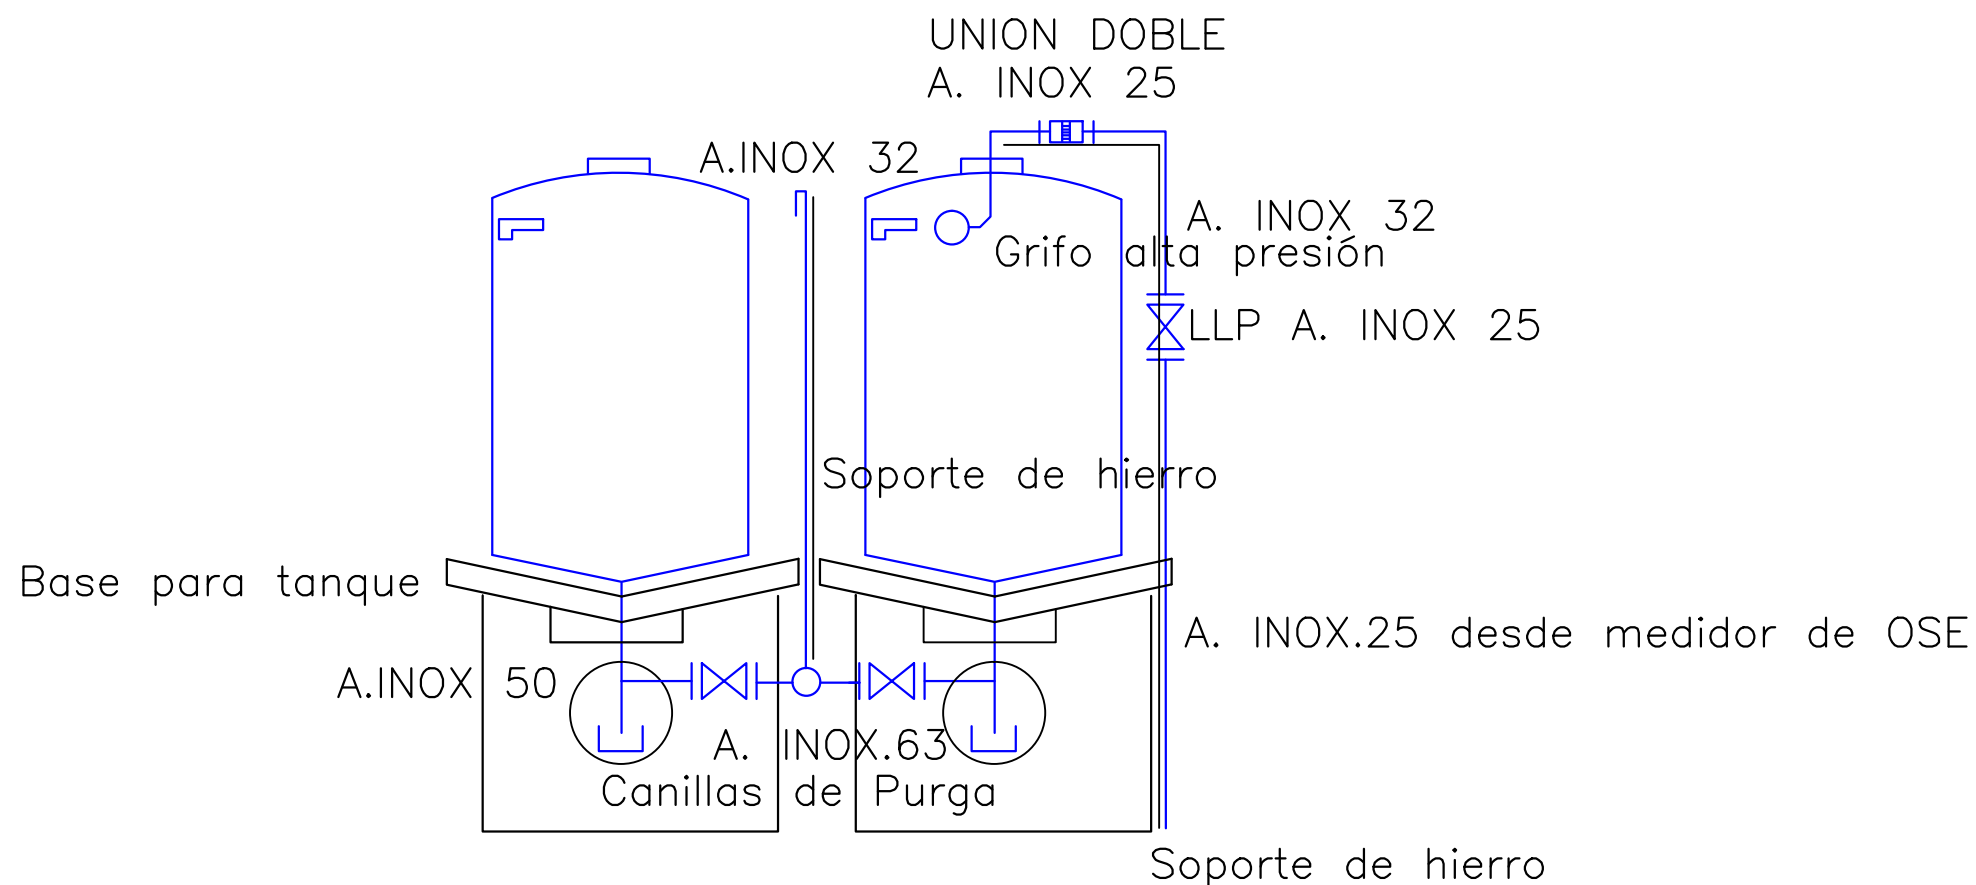 UNION DOBLE
A. INOX 25
A.INOX 32
A. INOX 32
Grifo alta presión
LLP A. INOX 25
Soporte de hierro
Base para tanque
A. INOX.25 desde medidor de OSE
A.INOX 50
A. INOX.63
Canillas de Purga
Soporte de hierro